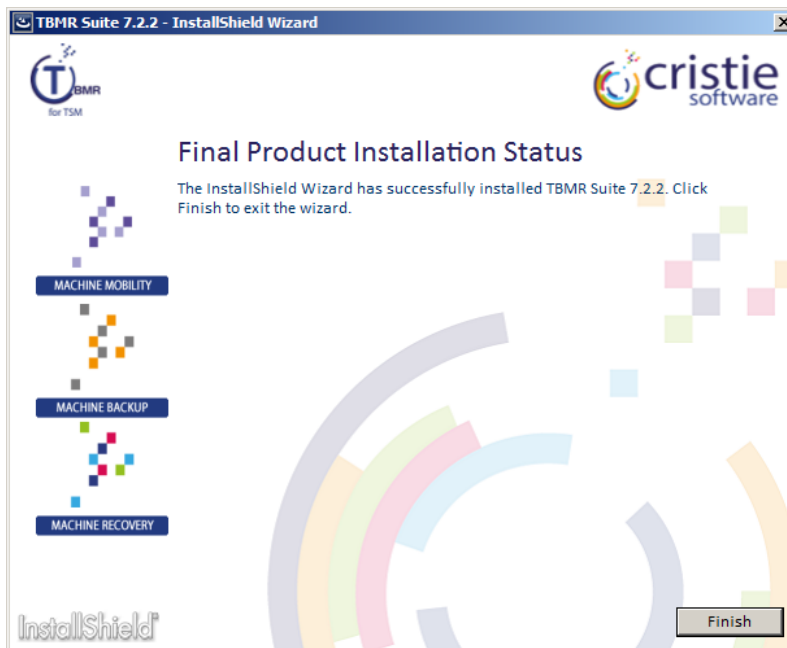 TBMR Suite 7.2.2 - InstallShield Wizard
TBMR
for TSM
cristie
software
Final Product Installation Status
The InstallShield Wizard has successfully installed TBMR Suite 7.2.2. Click
Finish to exit the wizard.
MACHINE MOBILITY
MACHINE BACKUP
MACHINE RECOVERY
InstallShield
Finish